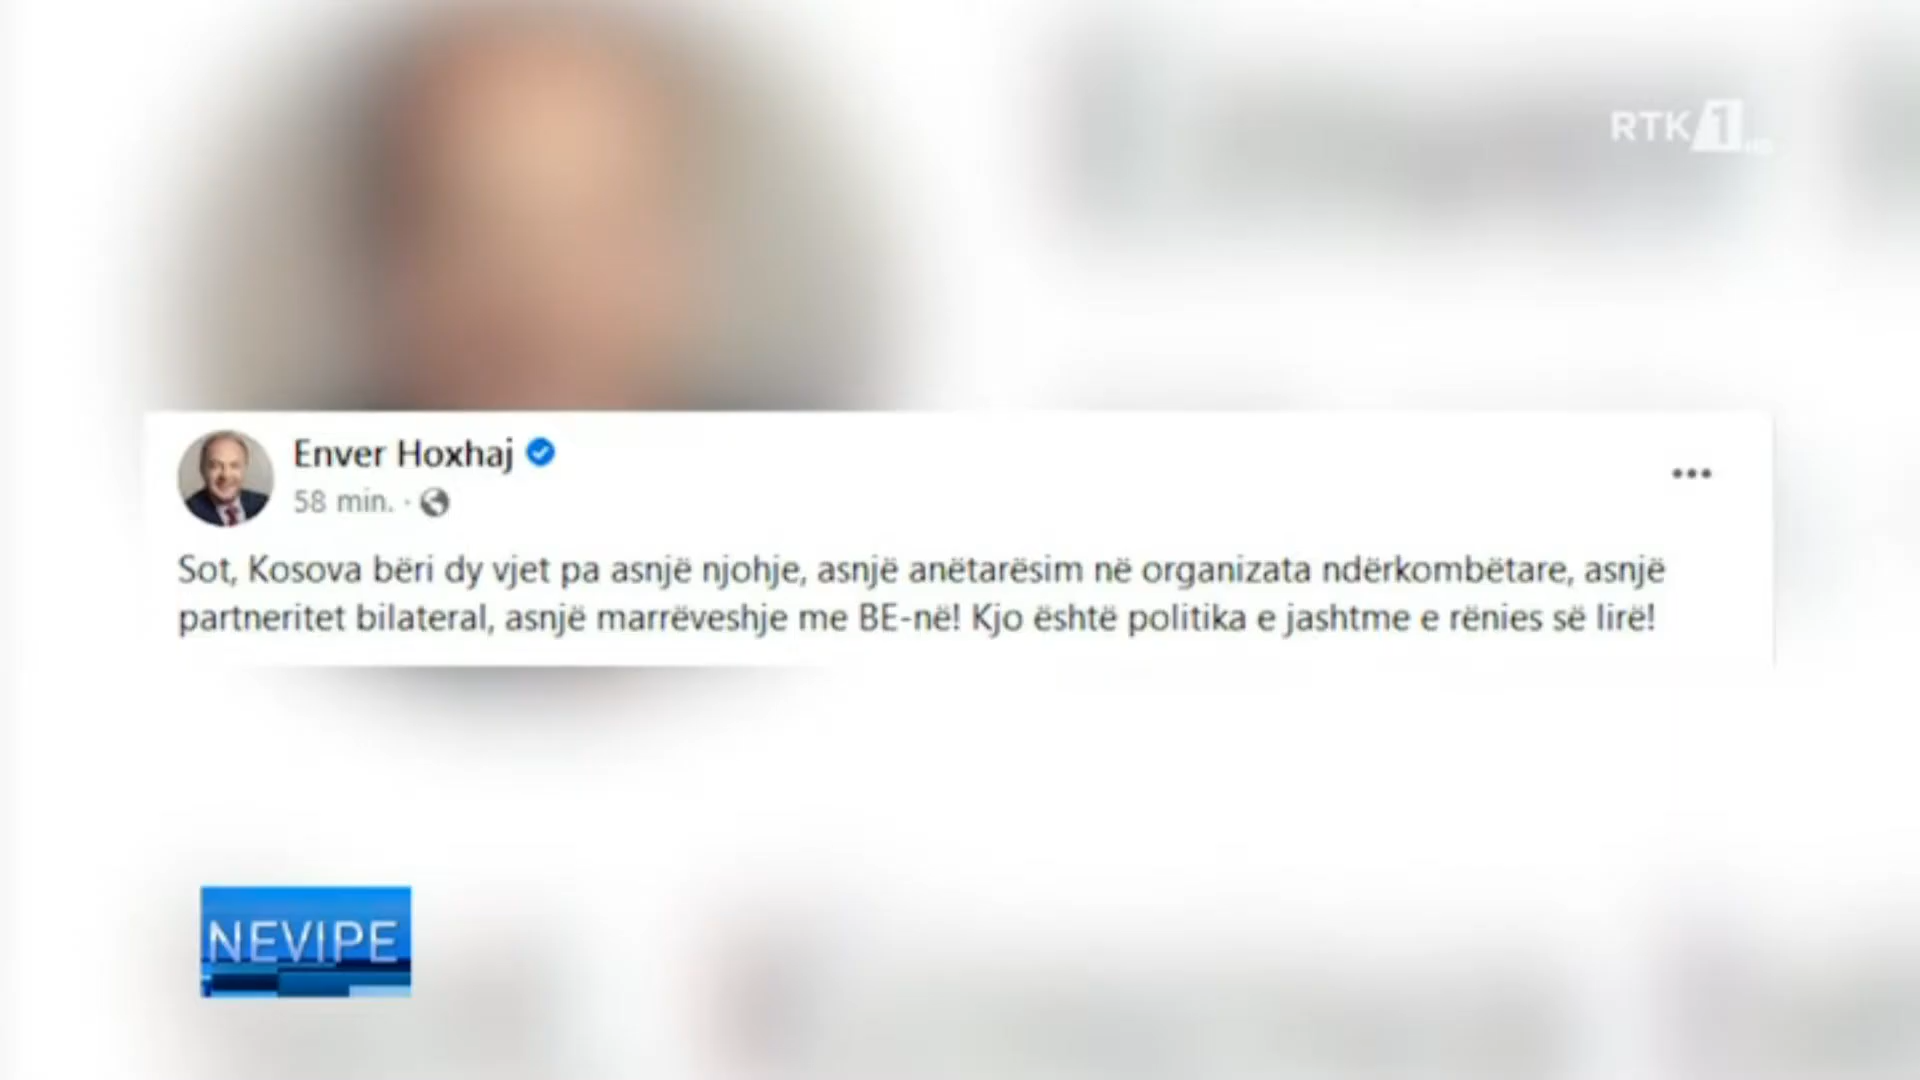 RTK 1
Enver Hoxhaj
58 min. ·
Sot, Kosova bëri dy vjet pa asnjë njohje, asnjë anëtarësim në organizata ndërkombëtare, asnjë
partneritet bilateral, asnjë marrëveshje me BE-në! Kjo është politika e jashtme e rënies së lirë!
NEVIPE